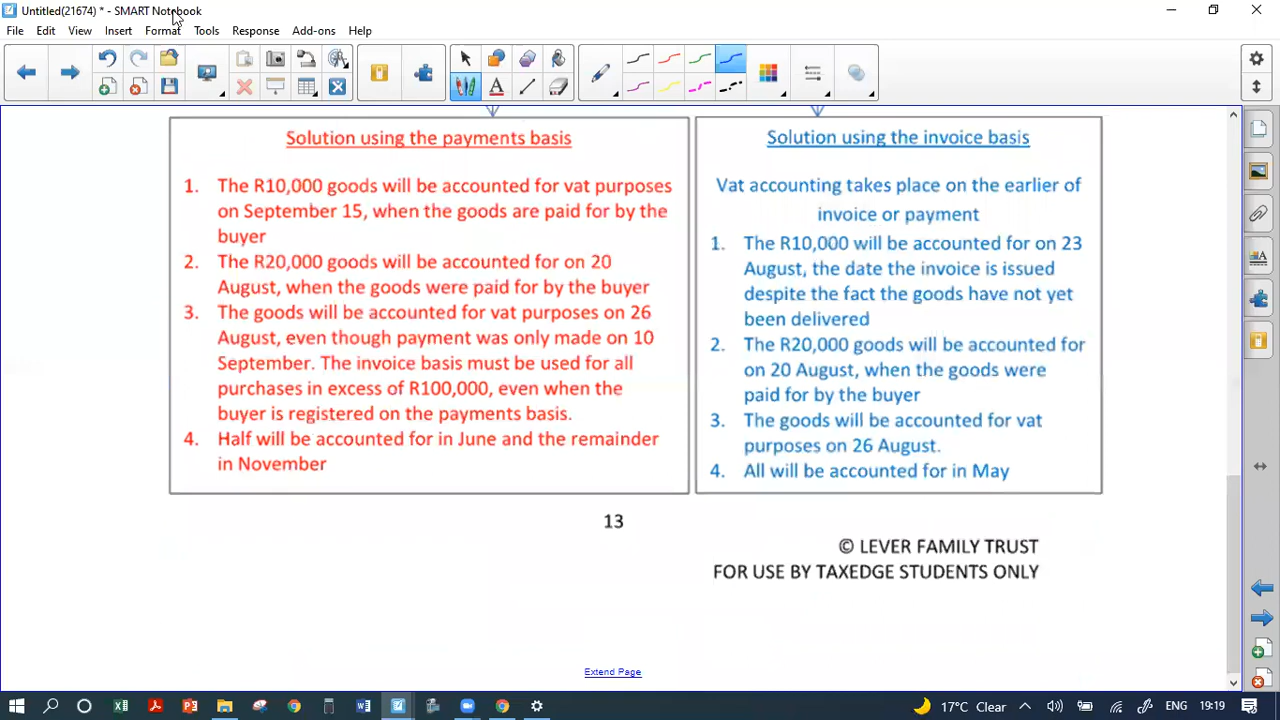 Untitled(21674) * - SMART Notebook
File Edit View Insert Format Tools Response Add-ons Help
Solution using the payments basis
1. The R10,000 goods will be accounted for vat purposes
on September 15, when the goods are paid for by the
buyer
2. The R20,000 goods will be accounted for on 20
August, when the goods were paid for by the buyer
3. The goods will be accounted for vat purposes on 26
August, even though payment was only made on 10
September. The invoice basis must be used for all
purchases in excess of R100,000, even when the
buyer is registered on the payments basis.
4. Half will be accounted for in June and the remainder
in November
Solution using the invoice basis
Vat accounting takes place on the earlier of
invoice or payment
1. The R10,000 will be accounted for on 23
August, the date the invoice is issued
despite the fact the goods have not yet
been delivered
2. The R20,000 goods will be accounted for
on 20 August, when the goods were
paid for by the buyer
3. The goods will be accounted for vat
purposes on 26 August.
4. All will be accounted for in May
13
© LEVER FAMILY TRUST
FOR USE BY TAXEDGE STUDENTS ONLY
Extend Page
17°C Clear
ENG
19:19